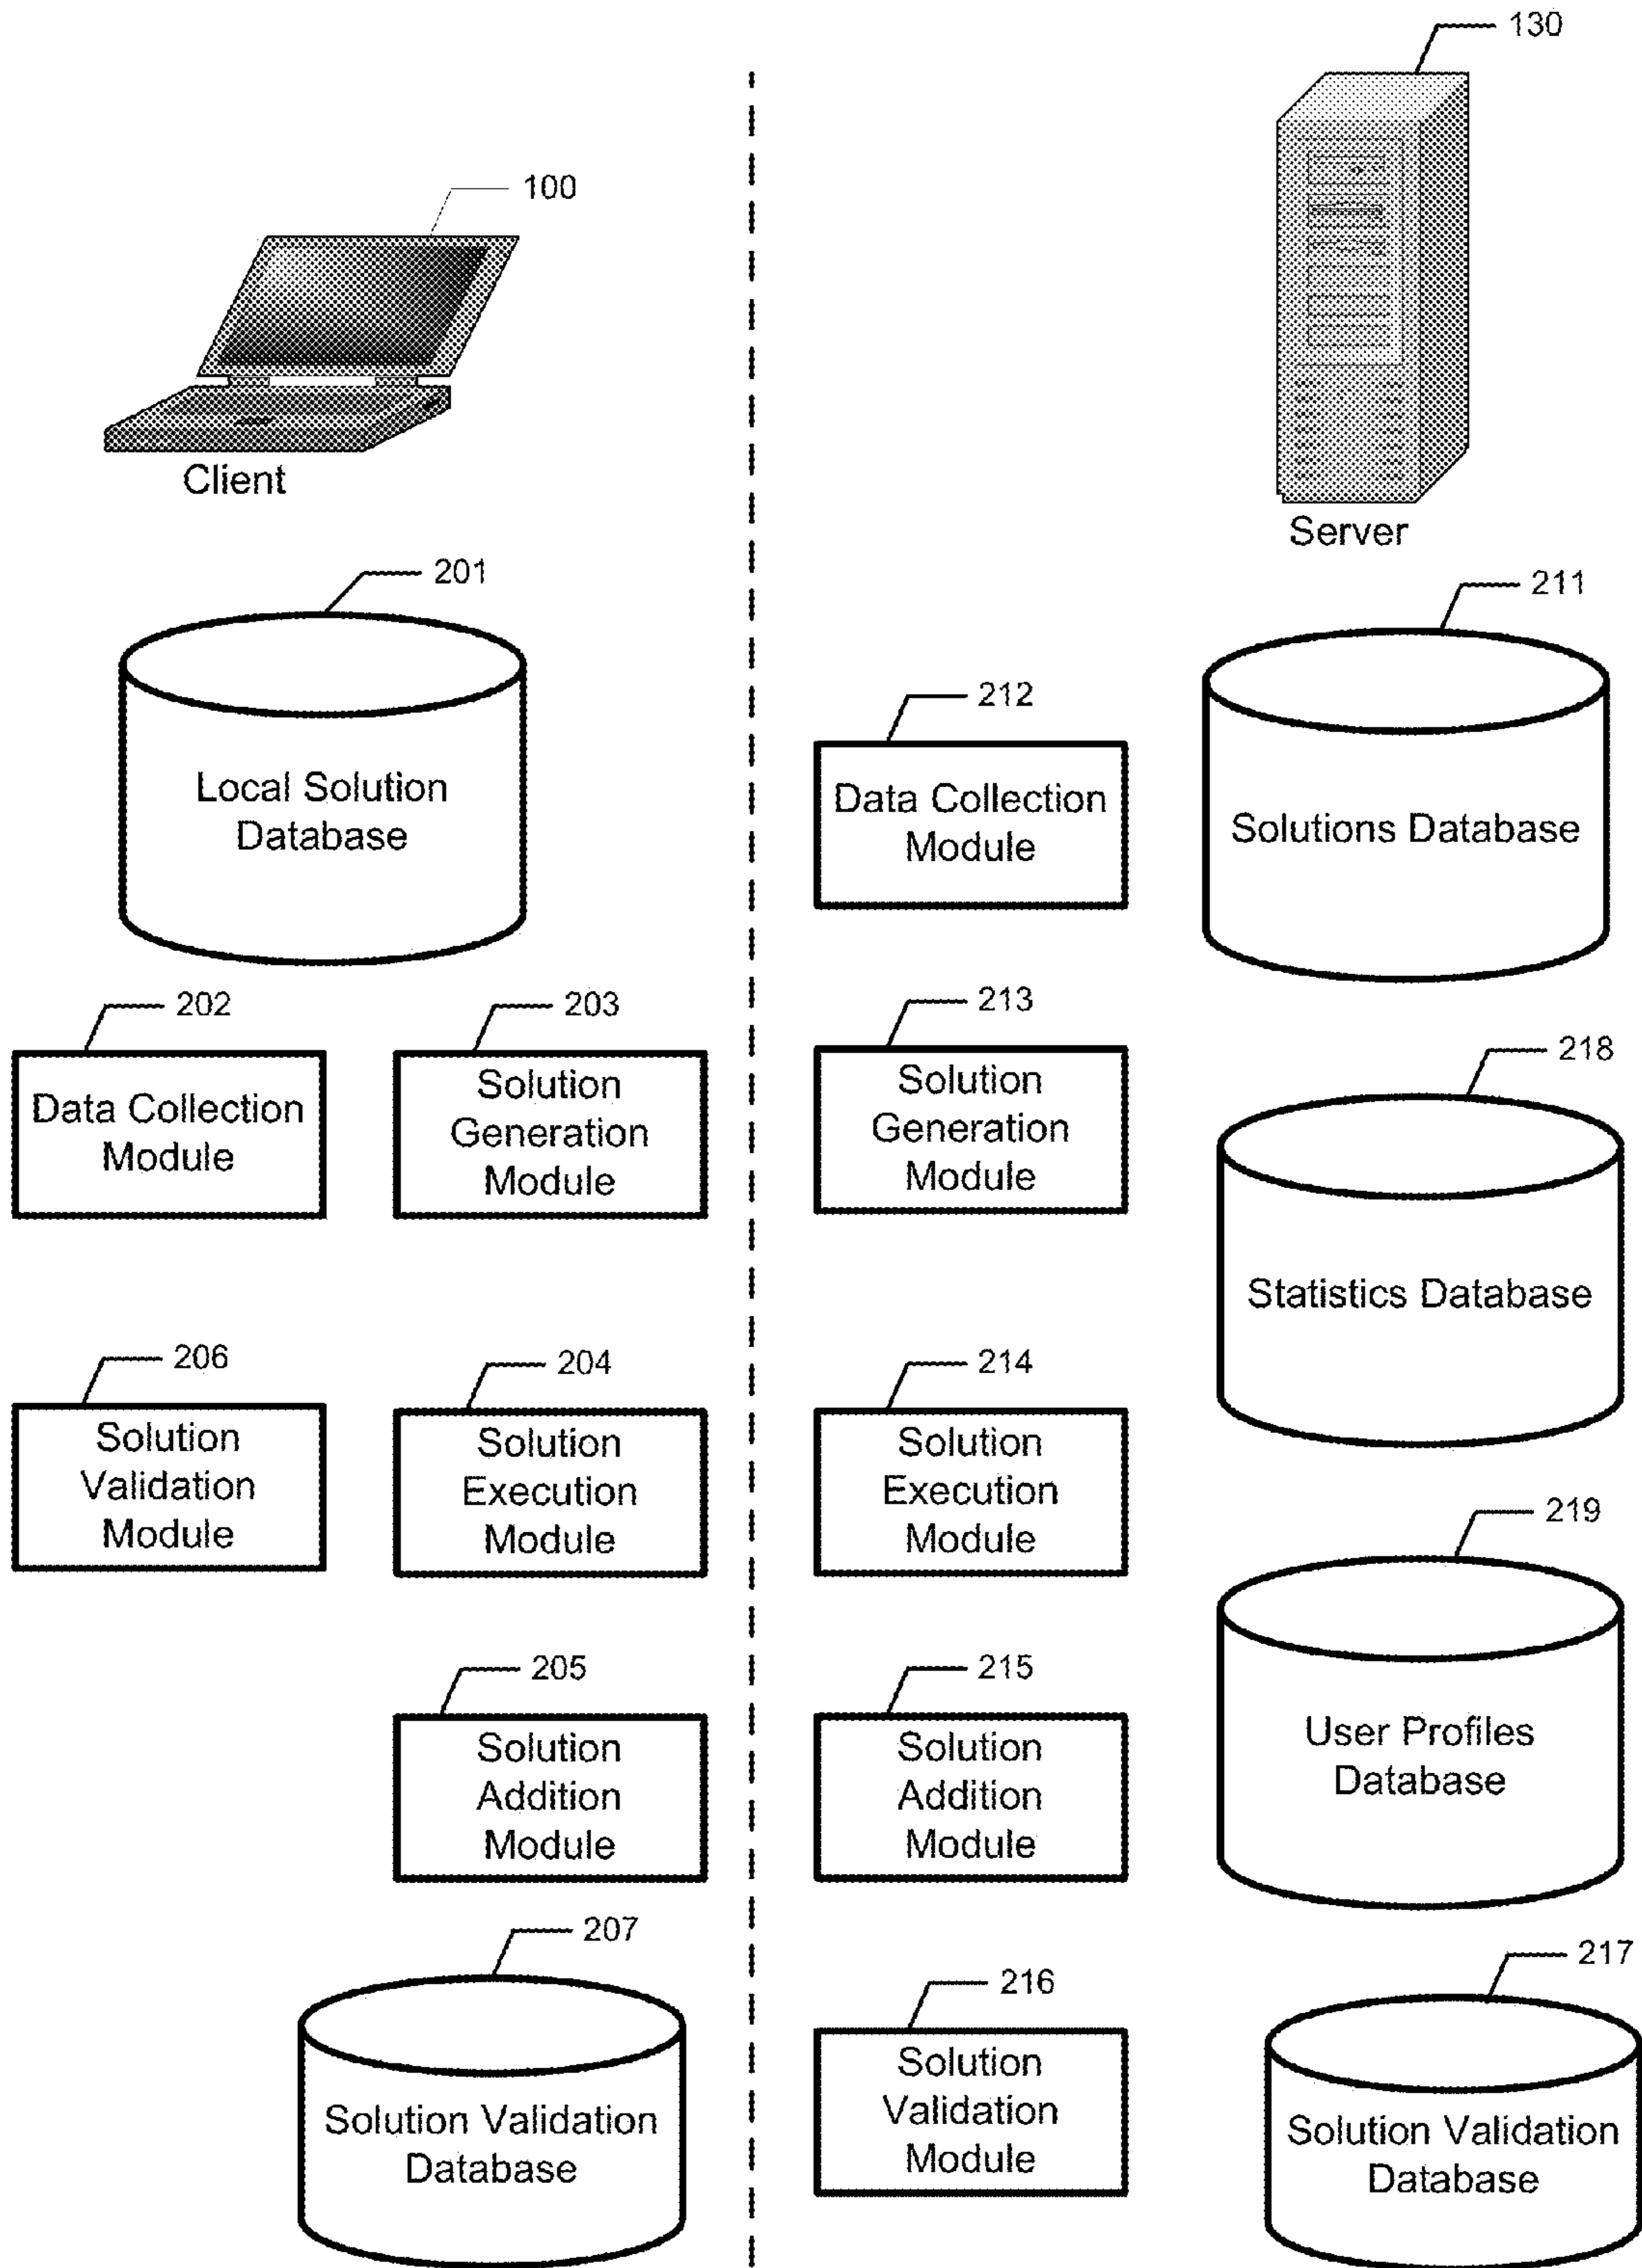 130
100
Client
Server
201
Local Solution
Database
211
Solutions Database
212
Data Collection
Module
202
Data Collection
Module
203
Solution
Generation
Module
213
Solution
Generation
Module
218
Statistics Database
206
Solution
Validation
Module
204
Solution
Execution
Module
214
Solution
Execution
Module
219
User Profiles
Database
205
Solution
Addition
Module
215
Solution
Addition
Module
207
Solution Validation
Database
216
Solution
Validation
Module
217
Solution Validation
Database